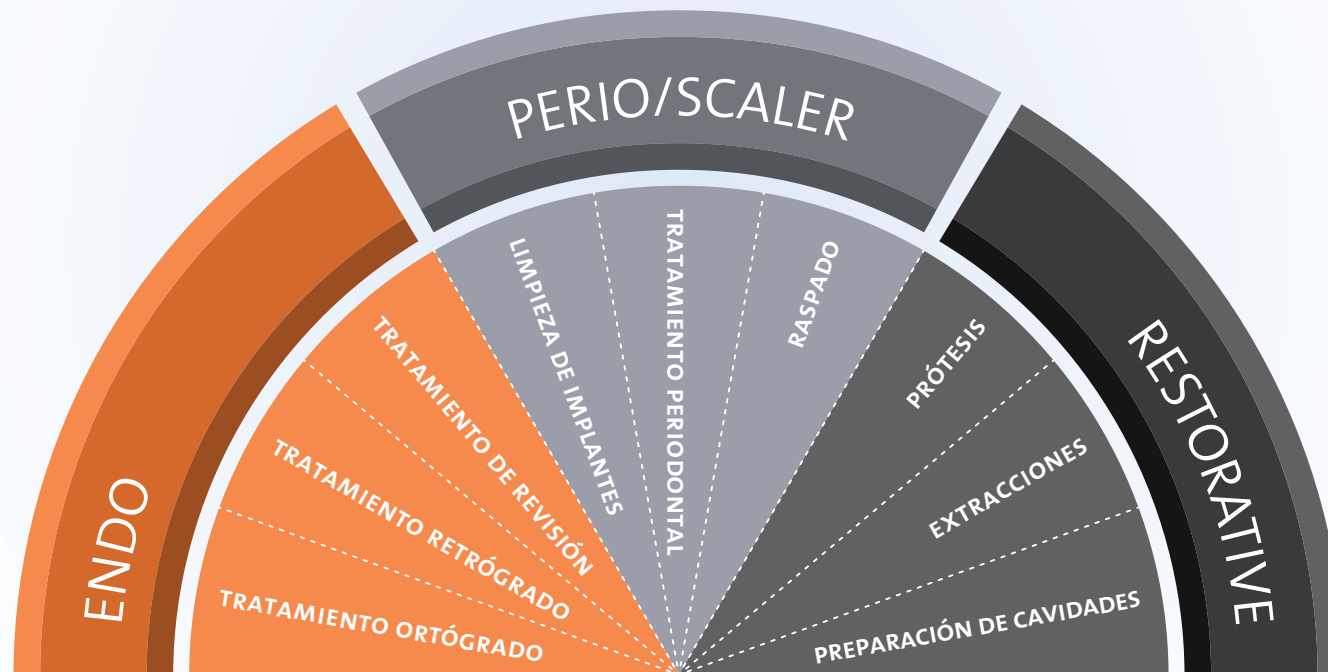 ENDO
TRATAMIENTO ORTÓGRADO
TRATAMIENTO RETRÓGRADO
TRATAMIENTO DE REVISIÓN
PERIO/SCALER
LIMPIEZA DE IMPLANTES
TRATAMIENTO PERIODONTAL
RASPADO
RESTORATIVE
PRÓTESIS
EXTRACCIONES
PREPARACIÓN DE CAVIDADES